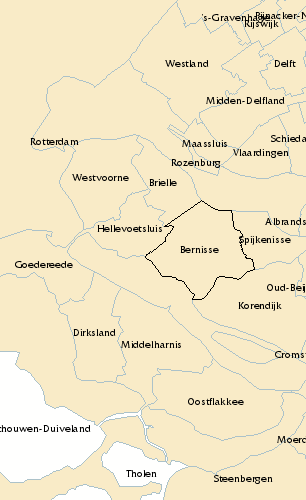 's-Gravenhage
Pijnacker-N
Rijswijk
Westland
Delft
Midden-Delfland
Rotterdam
Maassluis
Schieda
Vlaardingen
Rozenburg
Westvoorne
Brielle
Albrands
Hellevoetsluis
Spijkenisse
Bernisse
Goedereede
Oud-Beij
Korendijk
Dirksland
Middelharnis
Croms
Oostflakkee
chouwen-Duiveland
Moerd
Tholen
Steenbergen